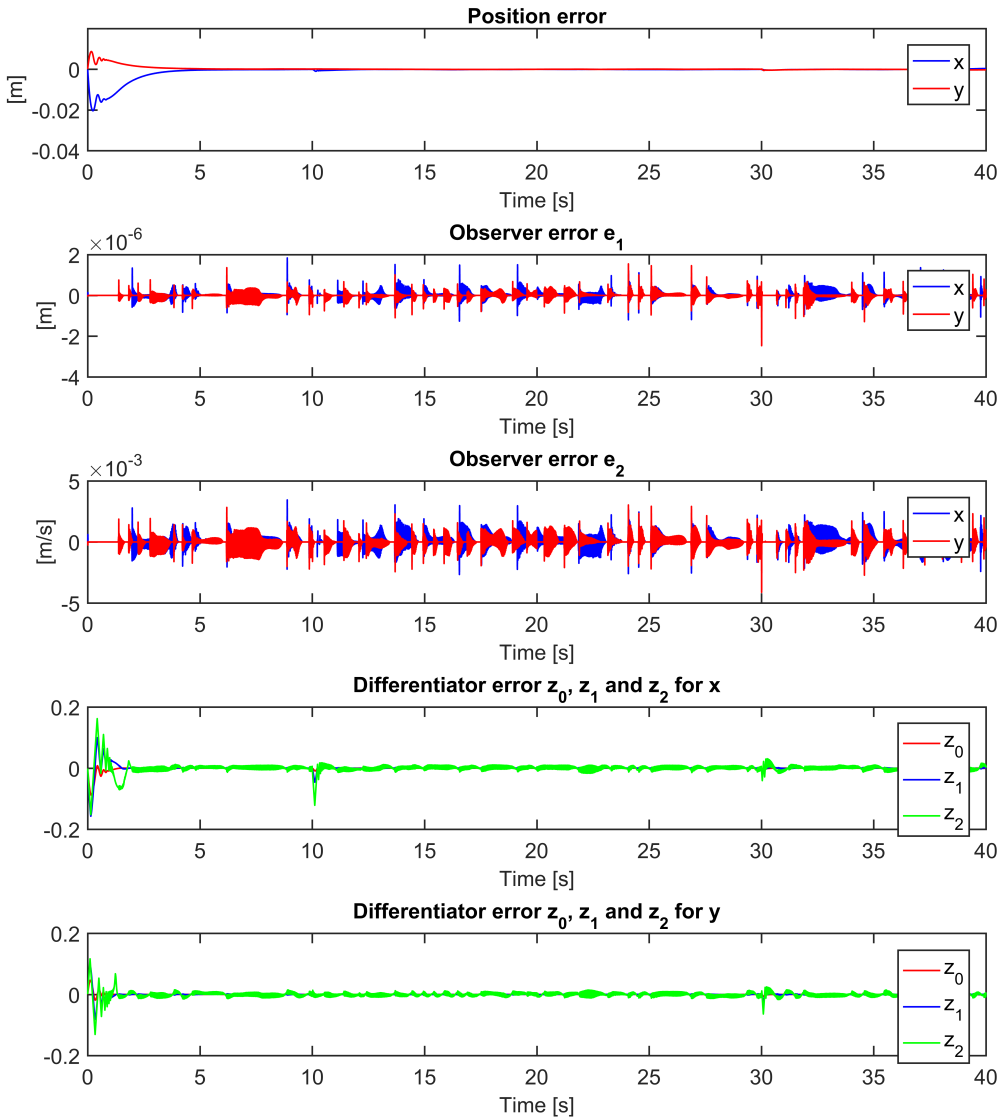 Position error
0
-0.02
-0.04
[m]
x
y
0 5 10 15 20 25 30 35 40
Time [s]
Observer error e₁
×10⁻⁶
2
0
-2
-4
[m]
x
y
0 5 10 15 20 25 30 35 40
Time [s]
Observer error e₂
×10⁻³
5
0
-5
[m/s]
x
y
0 5 10 15 20 25 30 35 40
Time [s]
Differentiator error z₀, z₁ and z₂ for x
0.2
0
-0.2
z₀
z₁
z₂
0 5 10 15 20 25 30 35 40
Time [s]
Differentiator error z₀, z₁ and z₂ for y
0.2
0
-0.2
z₀
z₁
z₂
0 5 10 15 20 25 30 35 40
Time [s]